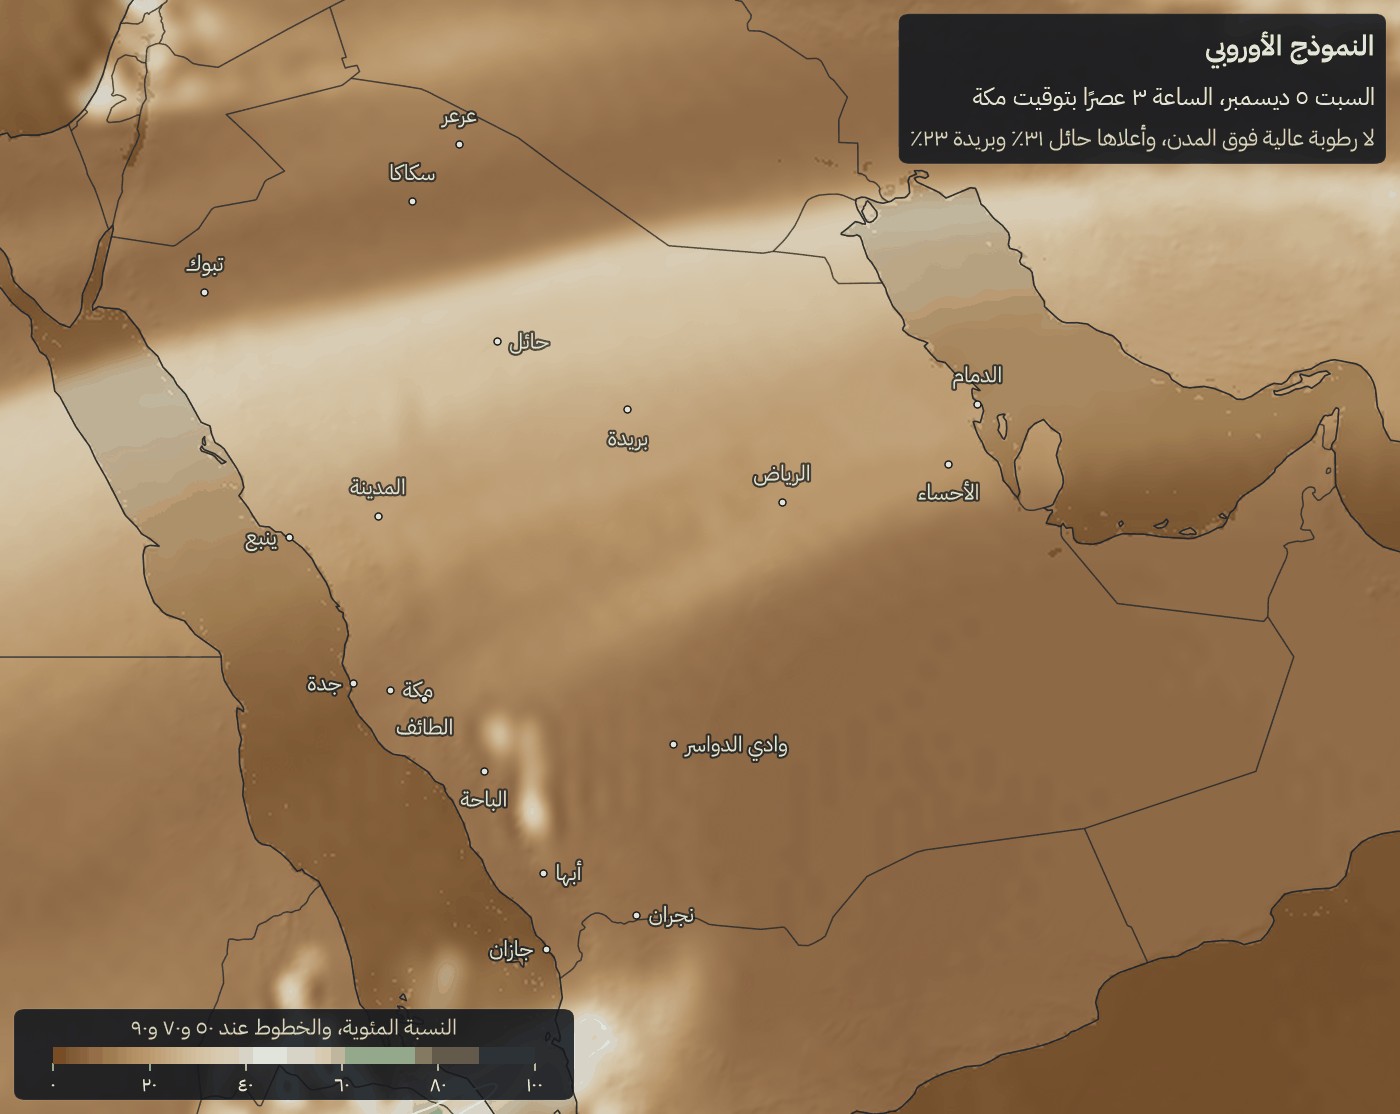 النموذج الأوروبي
السبت ٥ ديسمبر، الساعة ٣ عصرًا بتوقيت مكة
لا رطوبة عالية فوق المدن، وأعلاها حائل ٣١٪ وبريدة ٢٣٪
عرعر
سكاكا
تبوك
حائل
الدمام
بريدة
الرياض
المدينة
الأحساء
ينبع
جدة
مكة
الطائف
وادي الدواسر
الباحة
أبها
نجران
جازان
النسبة المئوية، والخطوط عند ٥٠ و٧٠ و٩٠
٠ ٢٠ ٤٠ ٦٠ ٨٠ ١٠٠